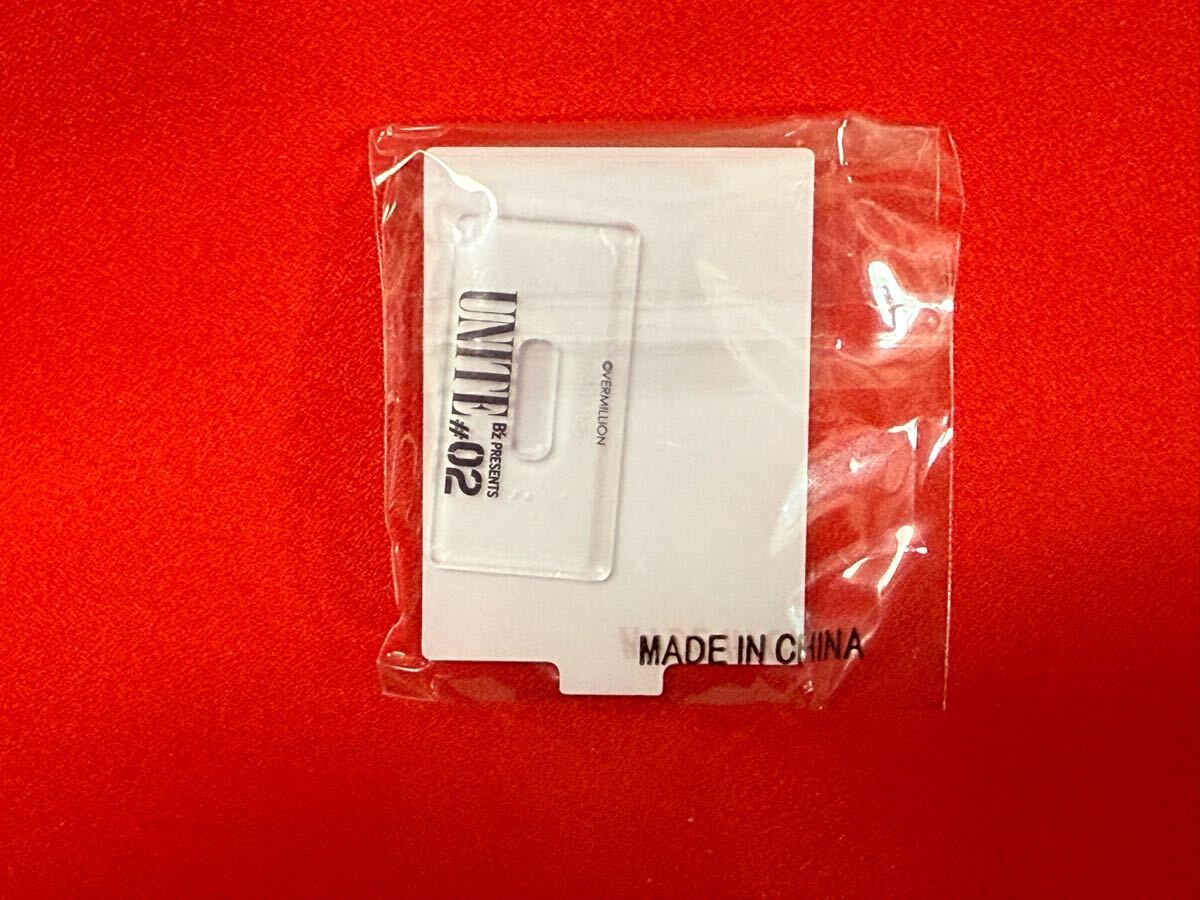 B'z PRESENTS
UNITE #02
©VERMILLION
MADE IN CHINA